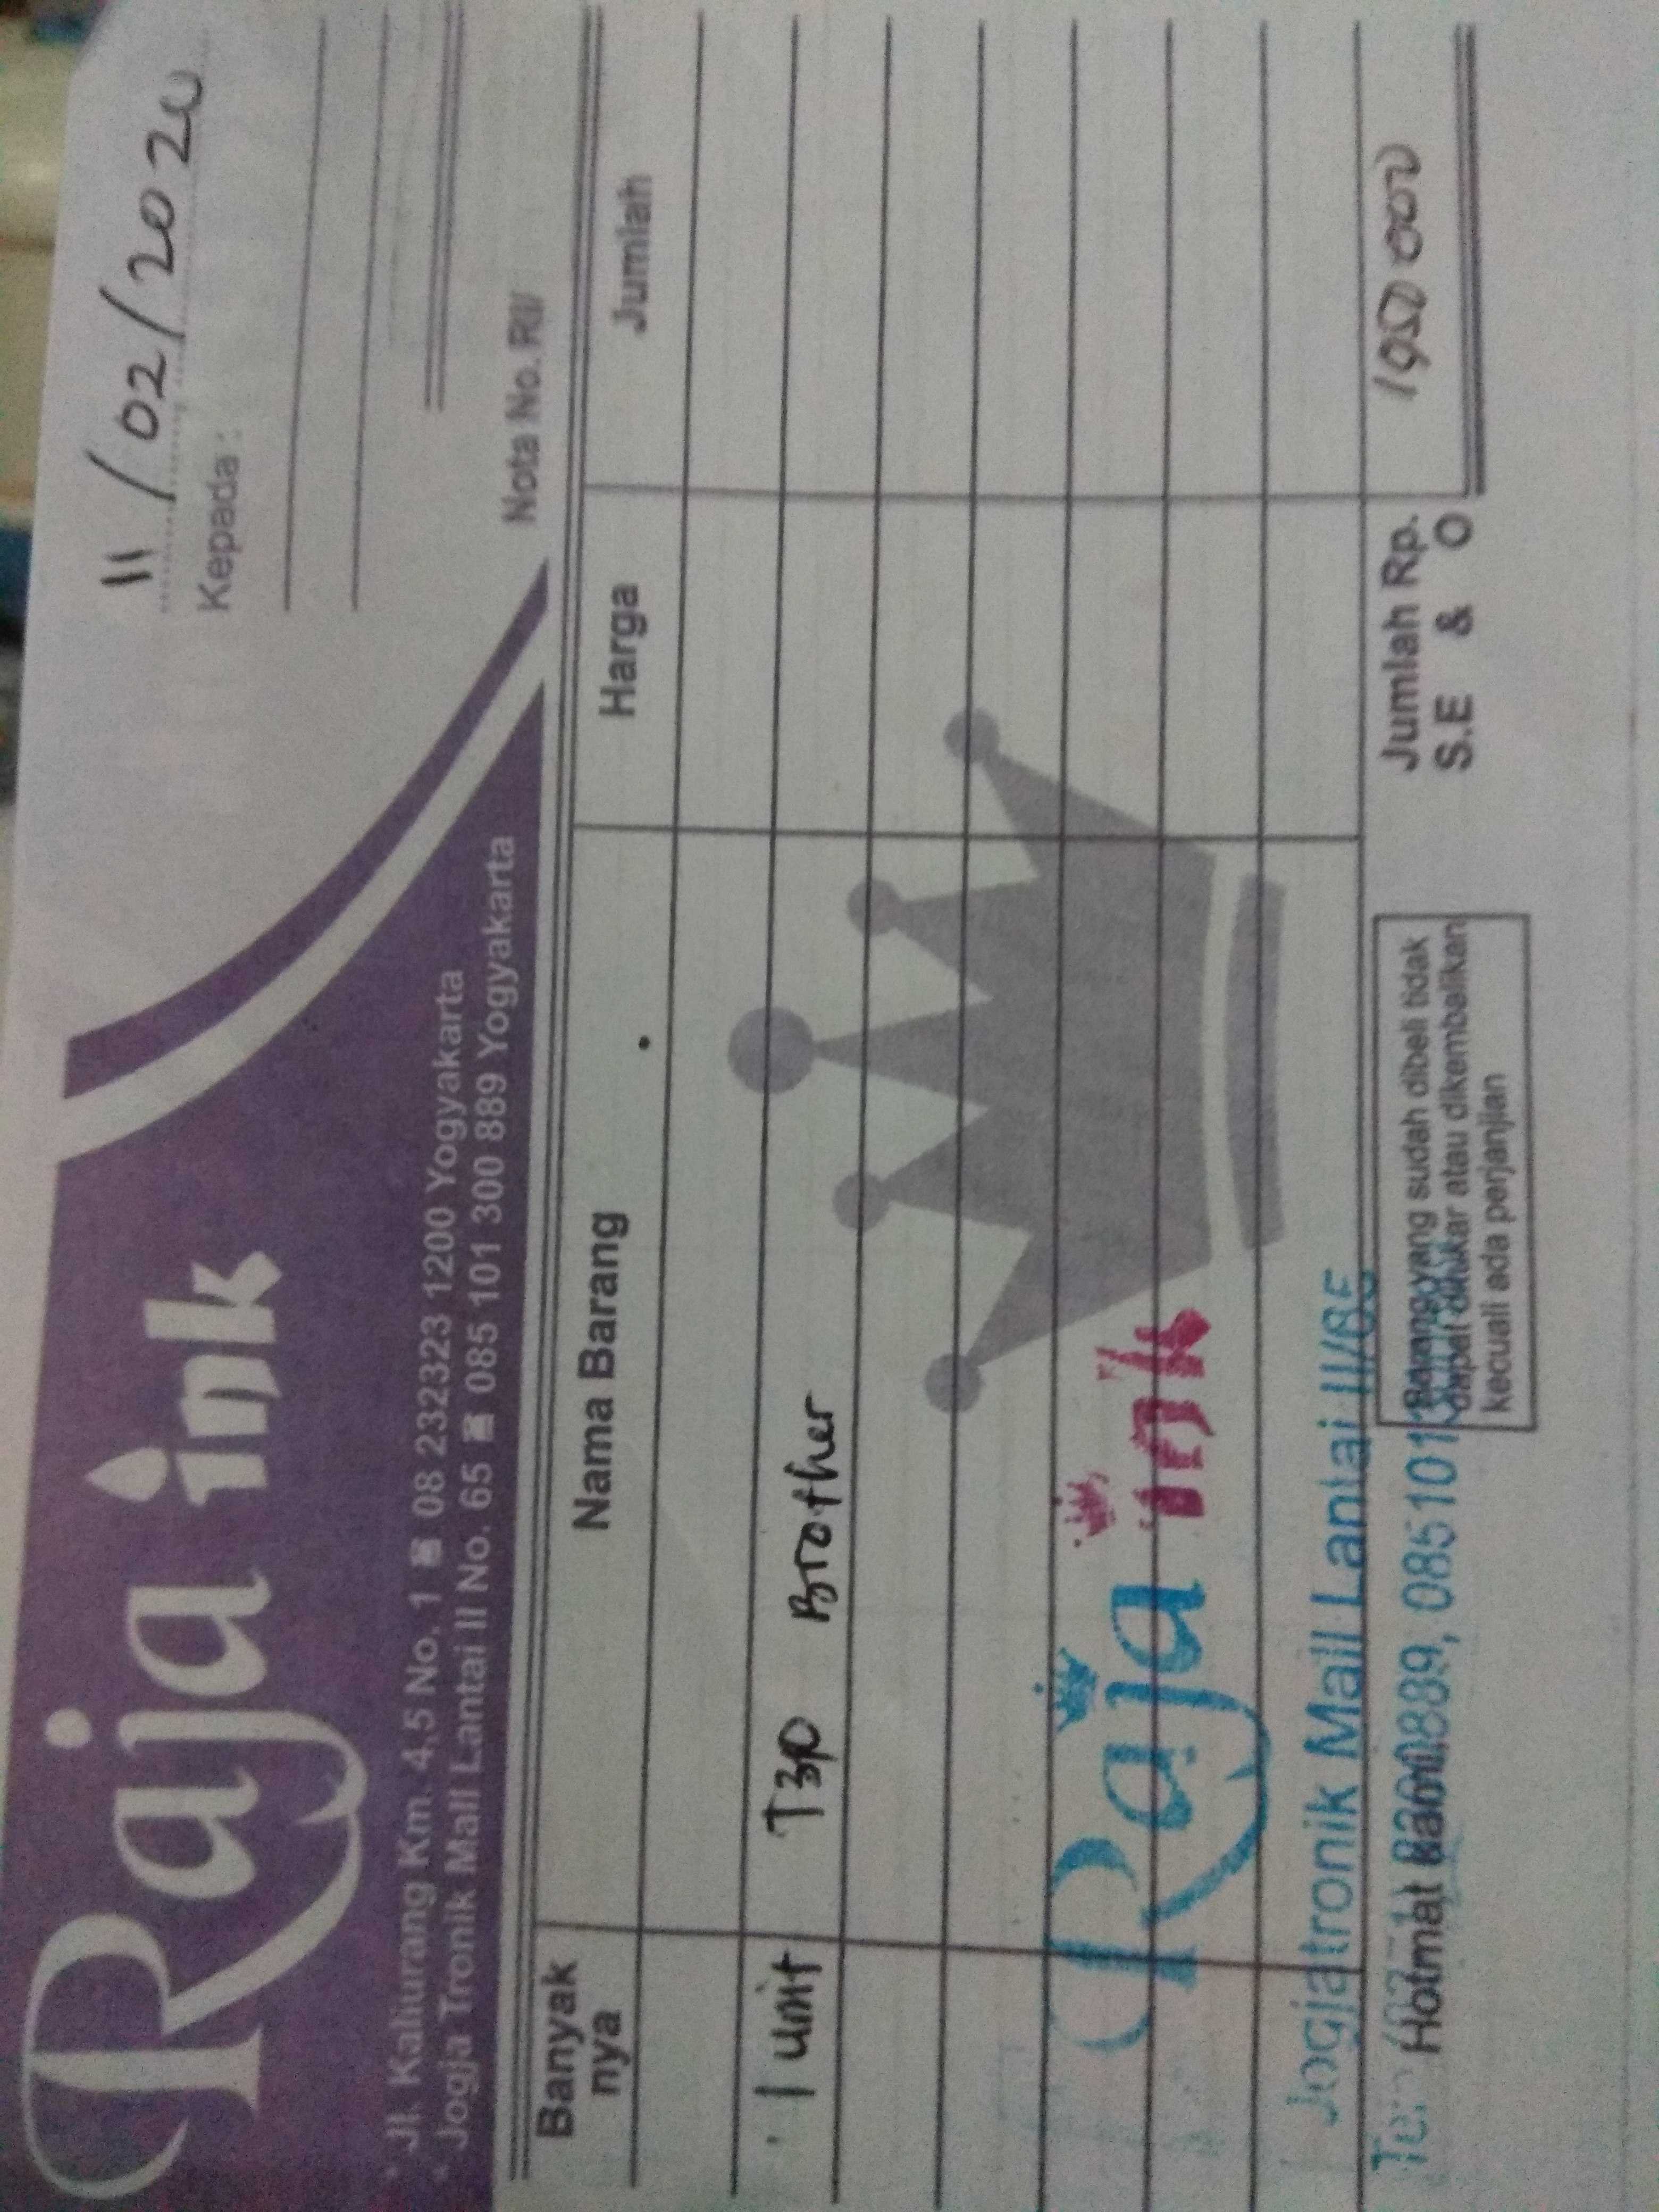 Raja ink
* Jl. Kaliurang Km. 4,5 No. 1 ☎ 08 232323 1200 Yogyakarta
* Jogja Tronik Mall Lantai II No. 65 ☎ 085 101 300 889 Yogyakarta
11/02/2020
Kepada :
Nota No. RI/
Banyak nya Nama Barang Harga Jumlah
1 unit Brother
Raja ink
Jogjatronik Mall Lantai II/65
Hormat Kami,
Barang yang sudah dibeli tidak
dapat ditukar atau dikembalikan
kecuali ada perjanjian
Jumlah Rp. 150 000
S.E & O